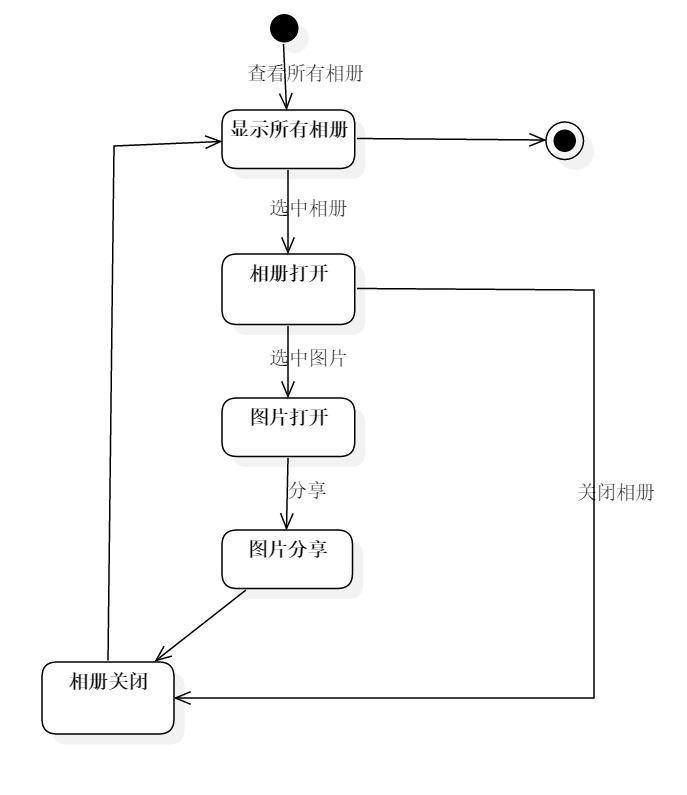 查看所有相册
显示所有相册
选中相册
相册打开
选中图片
图片打开
分享
关闭相册
图片分享
相册关闭